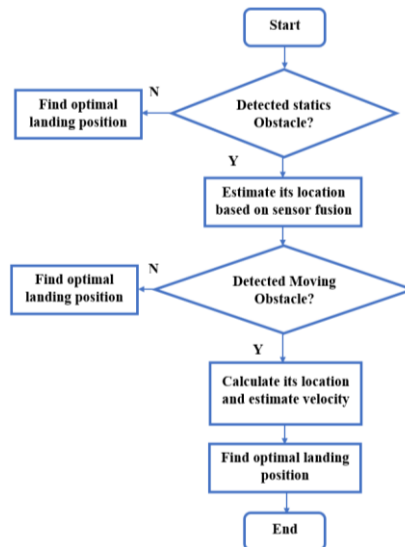 Start
N
Find optimal
landing position
Detected statics
Obstacle?
Y
Estimate its location
based on sensor fusion
N
Find optimal
landing position
Detected Moving
Obstacle?
Y
Calculate its location
and estimate velocity
Find optimal landing
position
End